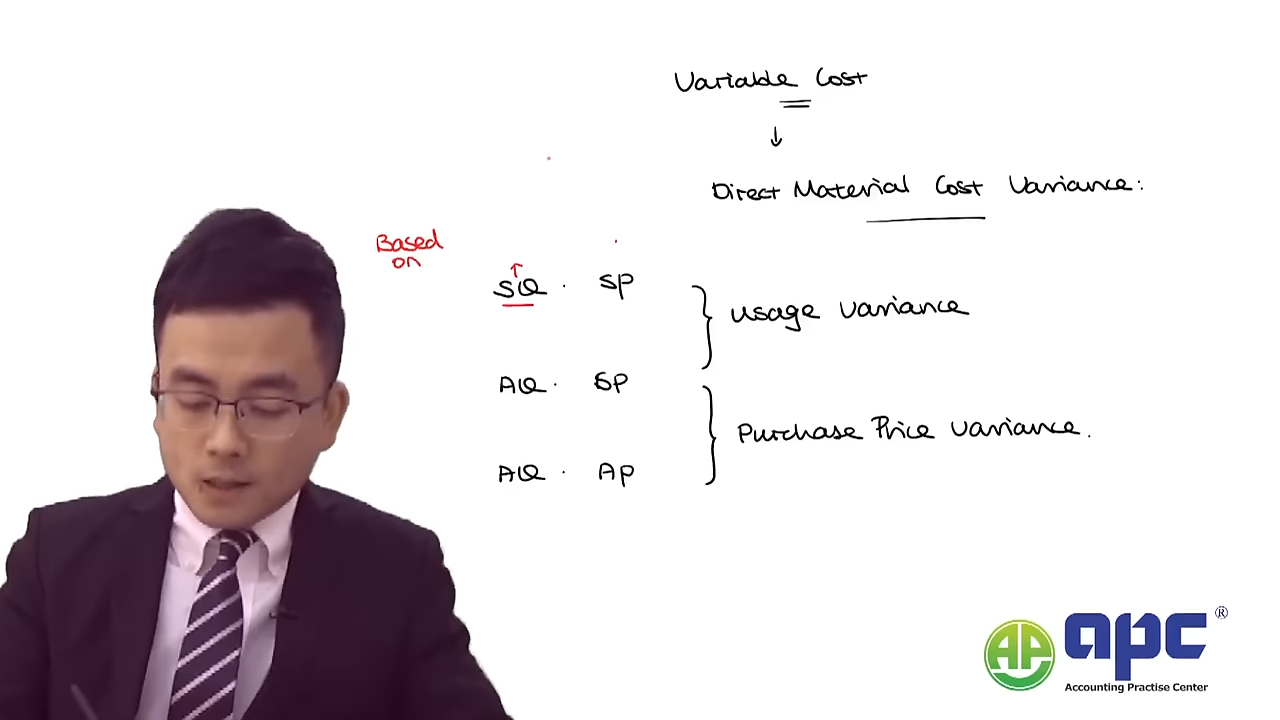 Variable Cost
↓
Direct Material Cost Variance:
Based
on
↑
SQ · SP
Usage Variance
AQ · SP
Purchase Price Variance.
AQ · AP
AP apc®
Accounting Practise Center